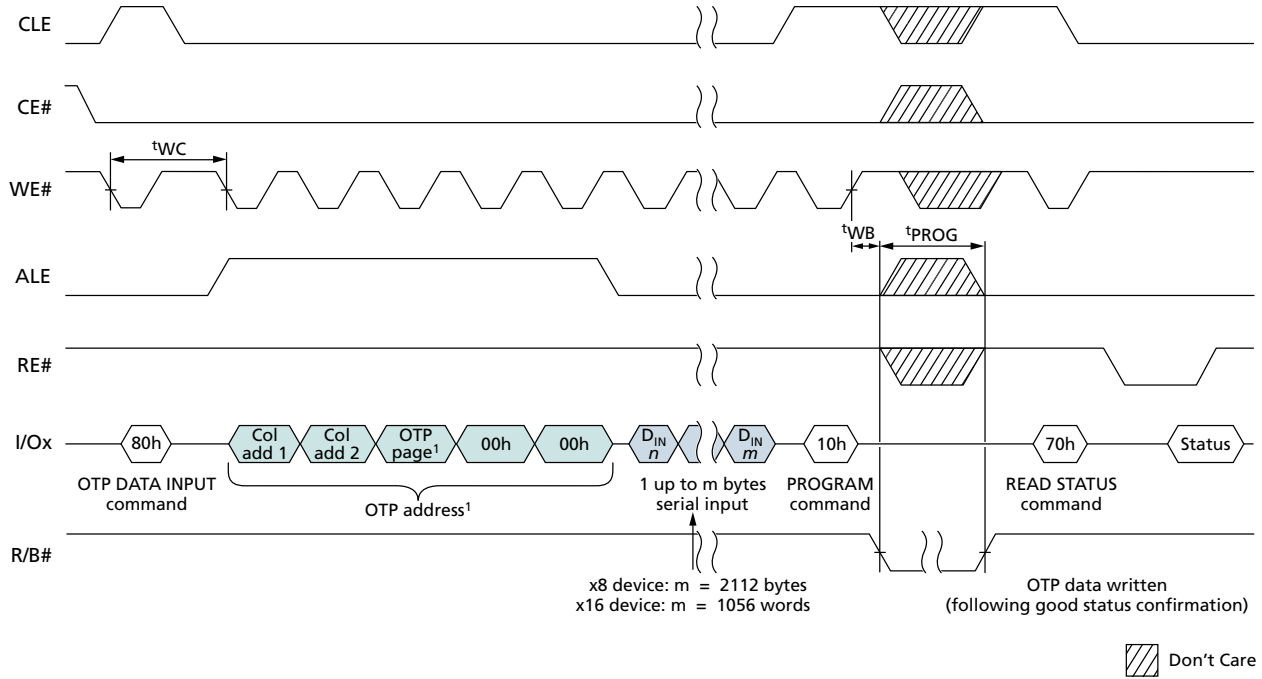 CLE
CE#
tWC
WE#
tWB
tPROG
ALE
RE#
I/Ox
80h
Col add 1
Col add 2
OTP page1
00h
00h
DIN n
DIN m
10h
70h
Status
OTP DATA INPUT
command
OTP address1
1 up to m bytes
serial input
PROGRAM
command
READ STATUS
command
R/B#
x8 device: m = 2112 bytes
x16 device: m = 1056 words
OTP data written
(following good status confirmation)
Don't Care